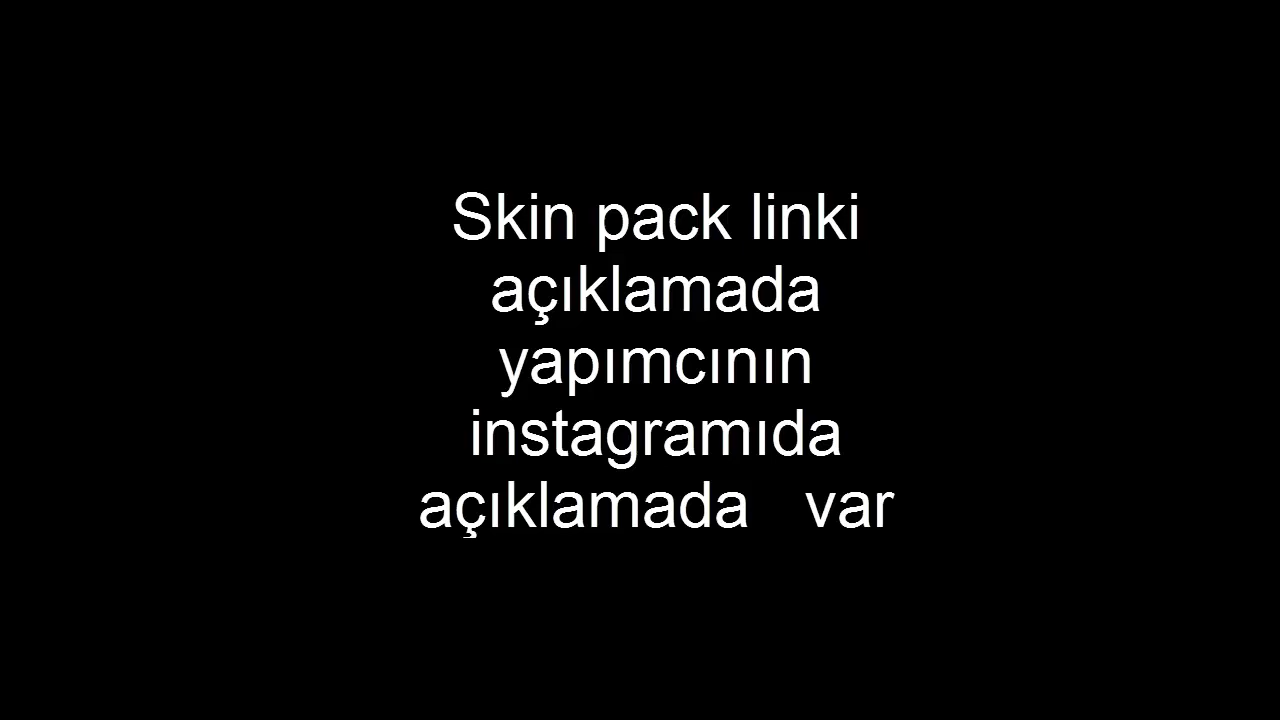 Skin pack linki
açıklamada
yapımcının
instagramıda
açıklamada var